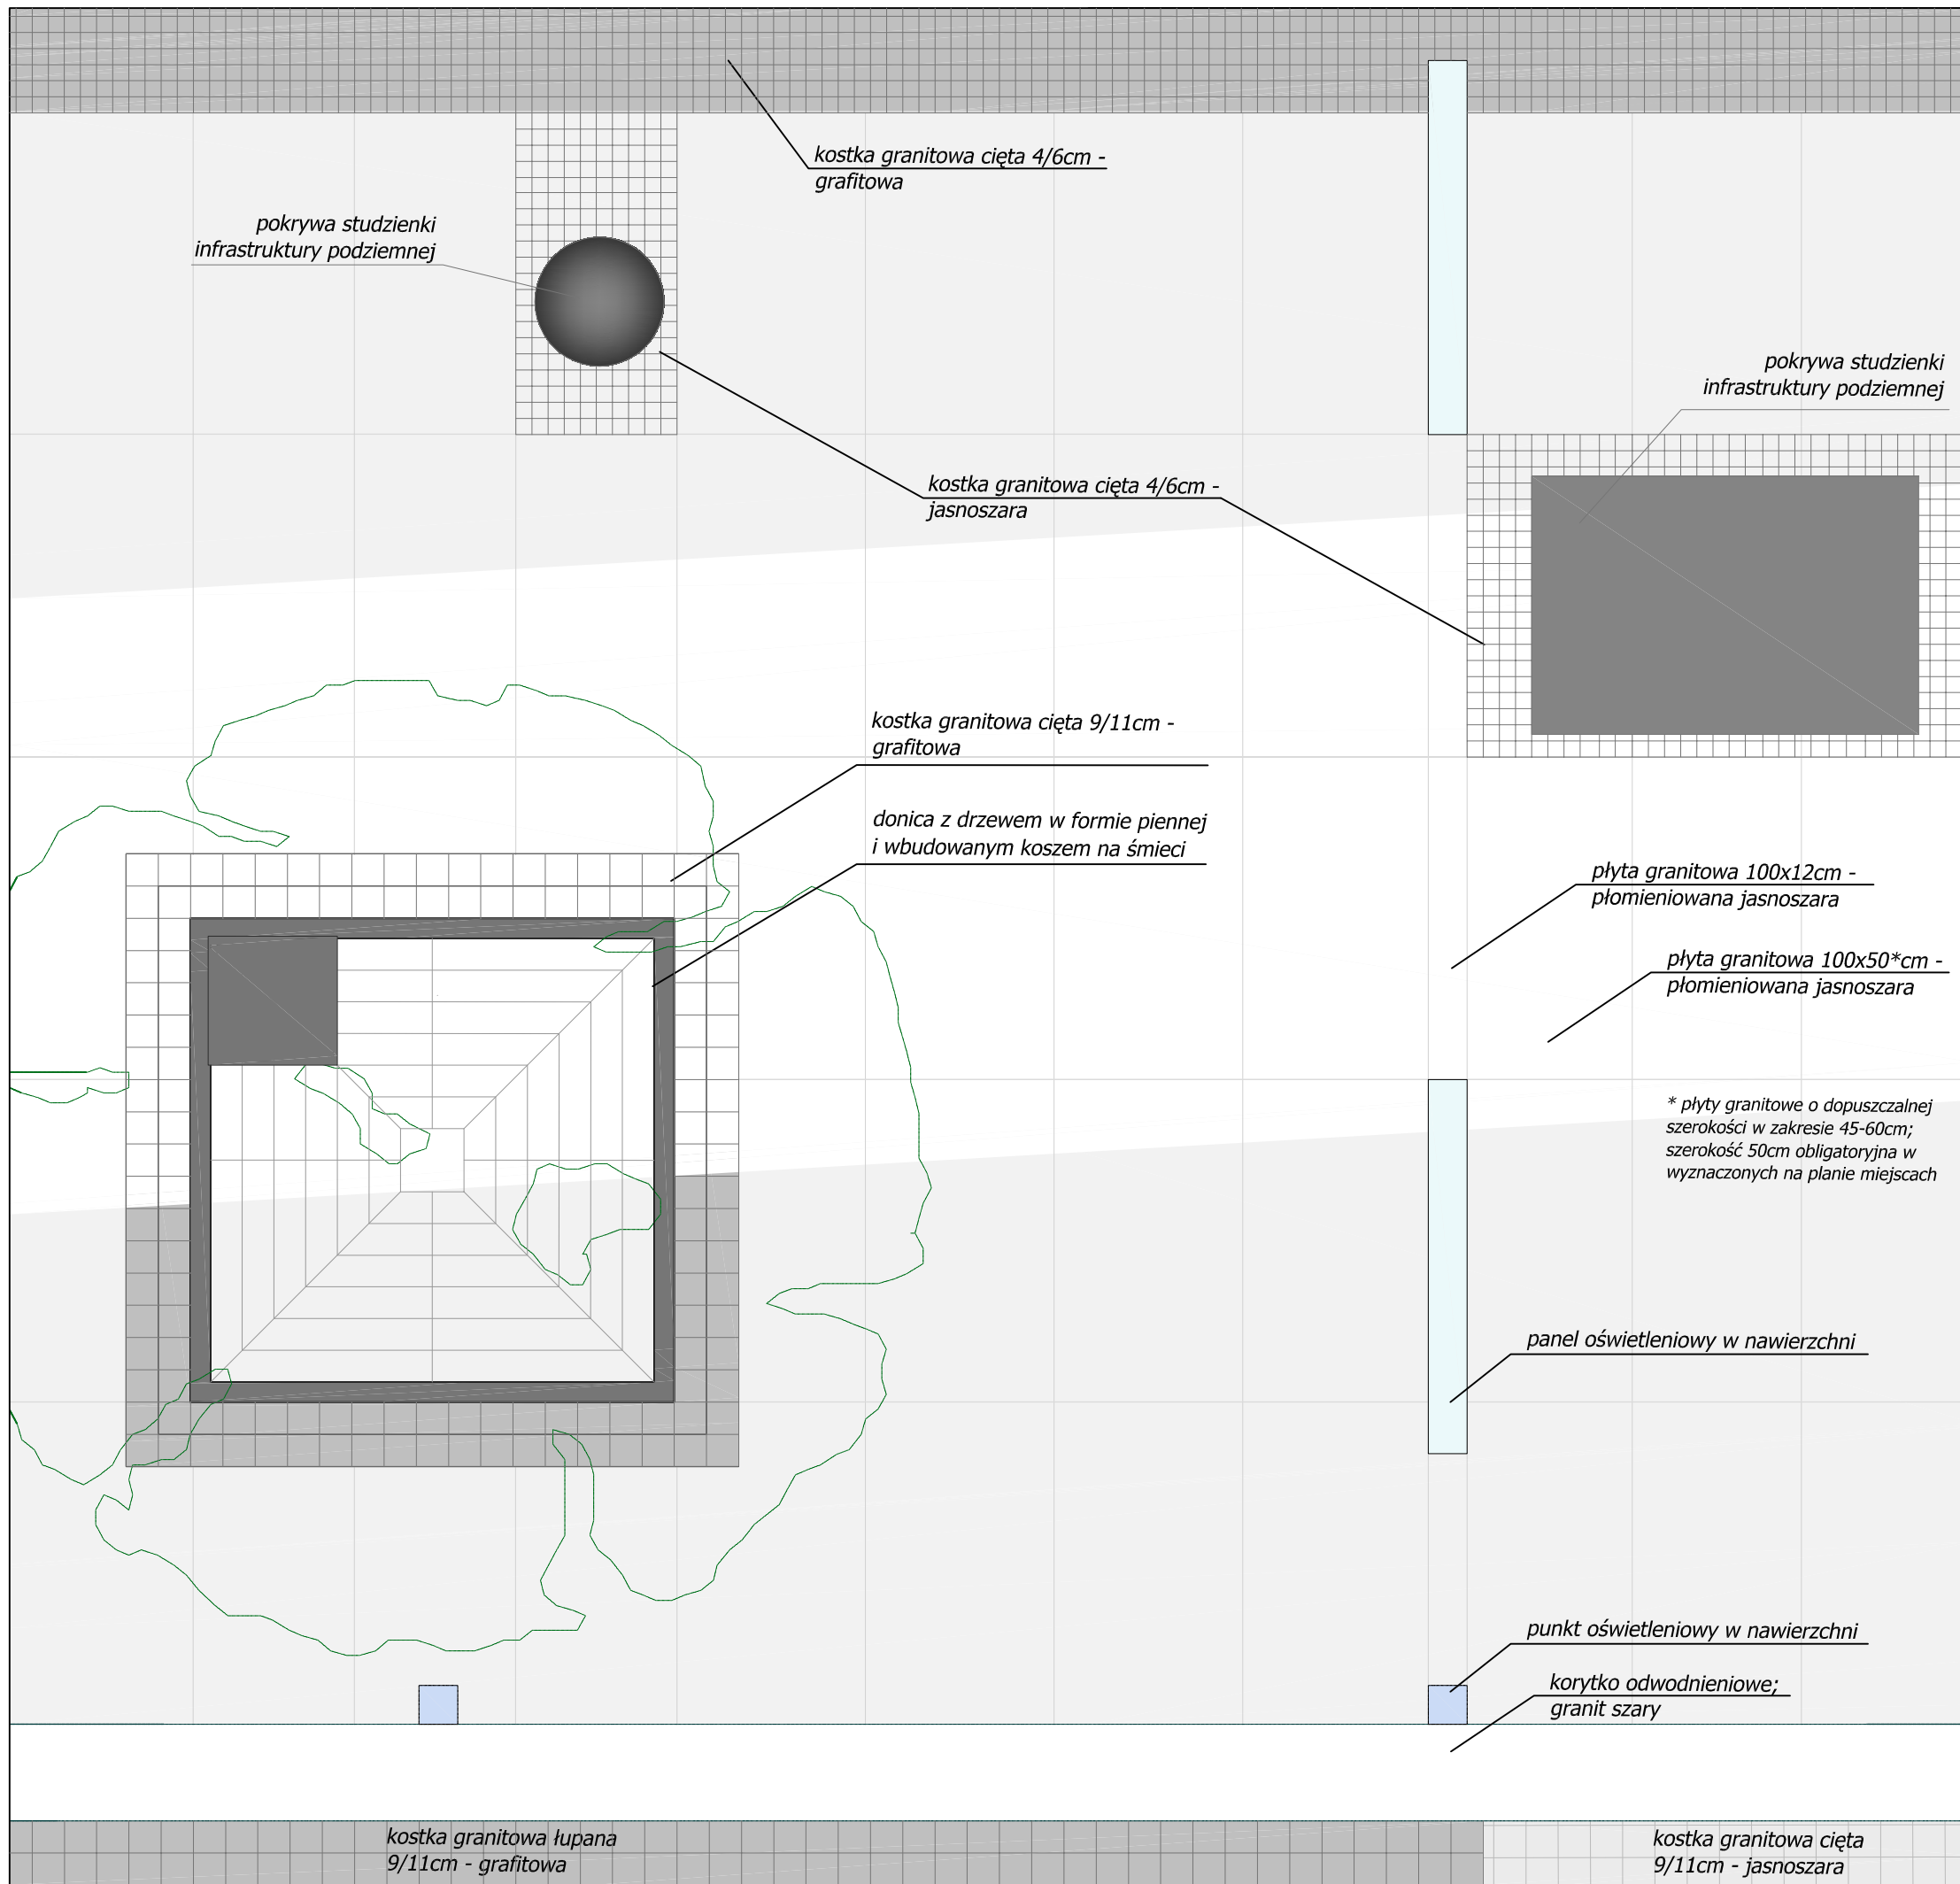 kostka granitowa cięta 4/6cm -
grafitowa
pokrywa studzienki
infrastruktury podziemnej
pokrywa studzienki
infrastruktury podziemnej
kostka granitowa cięta 4/6cm -
jasnoszara
kostka granitowa cięta 9/11cm -
grafitowa
donica z drzewem w formie piennej
i wbudowanym koszem na śmieci
płyta granitowa 100x12cm -
płomieniowana jasnoszara
płyta granitowa 100x50*cm -
płomieniowana jasnoszara
* płyty granitowe o dopuszczalnej
szerokości w zakresie 45-60cm;
szerokość 50cm obligatoryjna w
wyznaczonych na planie miejscach
panel oświetleniowy w nawierzchni
punkt oświetleniowy w nawierzchni
korytko odwodnieniowe;
granit szary
kostka granitowa łupana
9/11cm - grafitowa
kostka granitowa cięta
9/11cm - jasnoszara